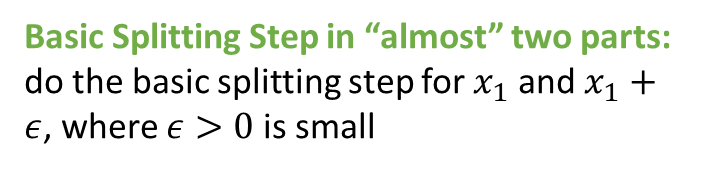 Basic Splitting Step in “almost” two parts:
do the basic splitting step for 𝑥₁ and 𝑥₁ +
𝜖, where 𝜖 > 0 is small